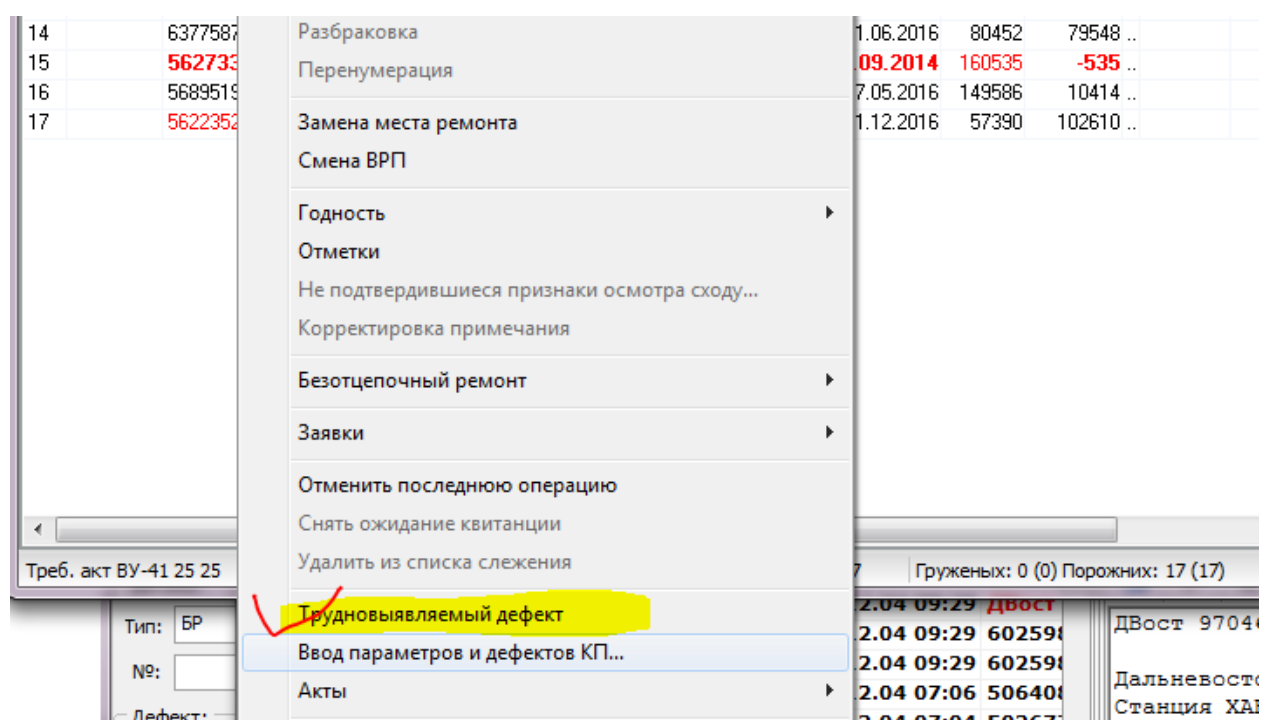 14 6377587 Разбраковка 1.06.2016 80452 79548 ..
15 562733 Перенумерация .09.2014 160535 -535 ..
16 5689519 7.05.2016 149586 10414 ..
17 5622352 Замена места ремонта 1.12.2016 57390 102610 ..
Смена ВРП
Годность
Отметки
Не подтвердившиеся признаки осмотра сходу...
Корректировка примечания
Безотцепочный ремонт
Заявки
Отменить последнюю операцию
Снять ожидание квитанции
Удалить из списка слежения
Треб. акт ВУ-41 25 25 7 Груженых: 0 (0) Порожних: 17 (17)
Трудновыявляемый дефект
Ввод параметров и дефектов КП...
Акты
Тип: БР
№:
Дефект:
2.04 09:29 ДВост
2.04 09:29 602598
2.04 09:29 602598
2.04 07:06 506408
ДВост 9704
Дальневосто
Станция ХАБ